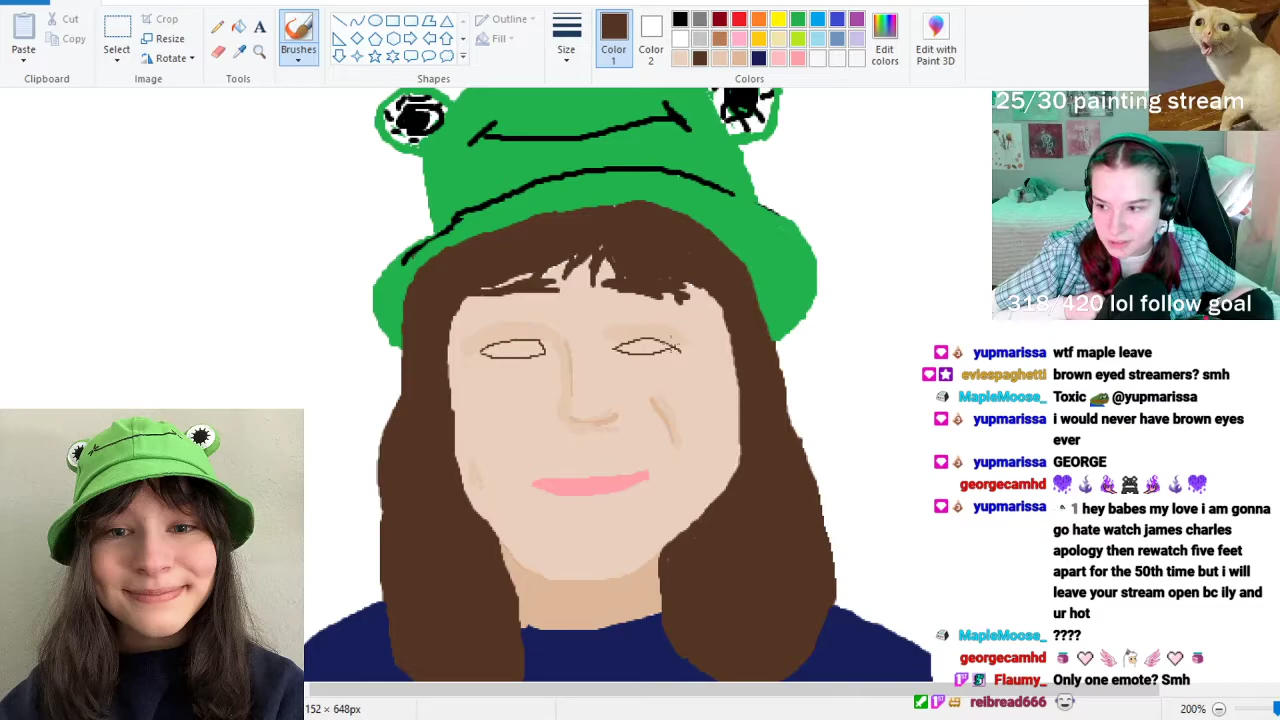 Paste
Cut
Copy
Clipboard
Select
Crop
Resize
Rotate
Image
Tools
Brushes
Shapes
Outline
Fill
Size
Color 1
Color 2
Edit colors
Edit with Paint 3D
Colors
25/30 painting stream
318/420 lol follow goal
yupmarissa wtf maple leave
eviespaghetti brown eyed streamers? smh
MapleMoose_ Toxic @yupmarissa
yupmarissa i would never have brown eyes
ever
yupmarissa GEORGE
georgecamhd
yupmarissa 1 hey babes my love i am gonna
go hate watch james charles
apology then rewatch five feet
apart for the 50th time but i will
leave your stream open bc ily and
ur hot
MapleMoose_ ????
georgecamhd
Flaumy_ Only one emote? Smh
reibread666
152 × 648px
200%